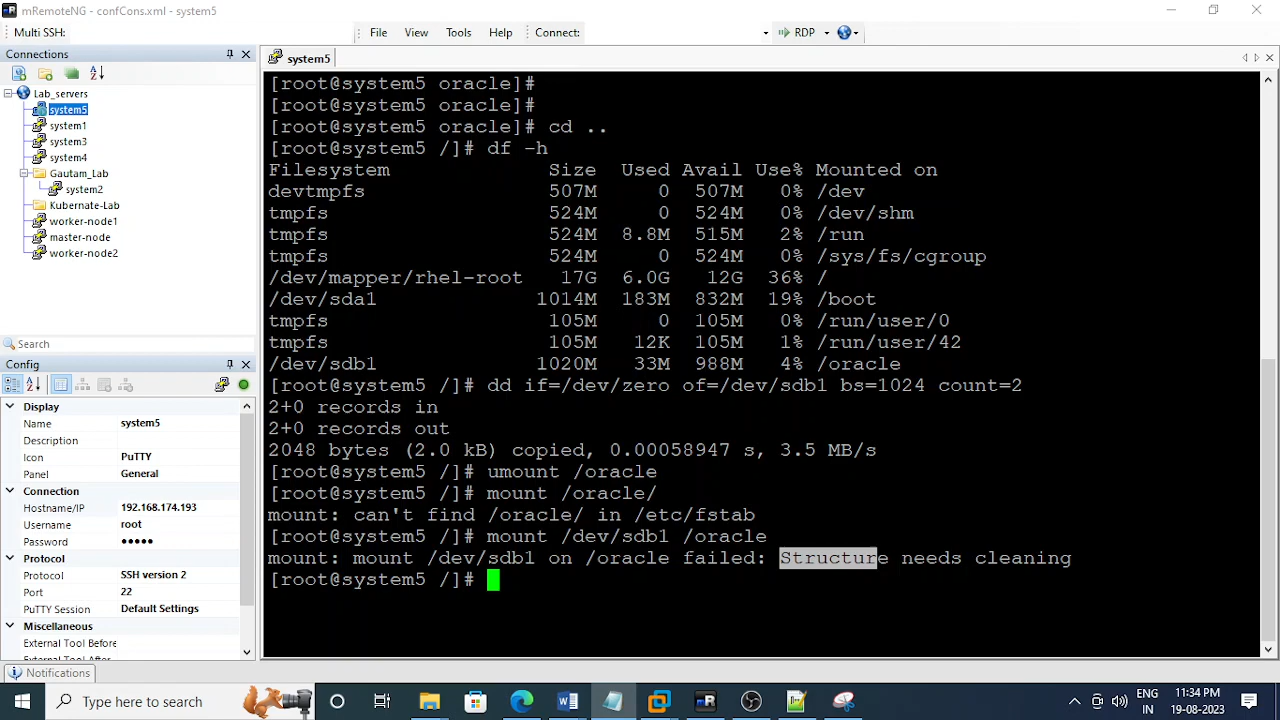 mRemoteNG - confCons.xml - system5
Multi SSH:
File View Tools Help Connect: RDP
Connections
Lab_servers
system5
system1
system3
system4
Gautam_Lab
system2
Kubernate-Lab
worker-node1
master-node
worker-node2
Search
Config
Display
Name system5
Description
Icon PuTTY
Panel General
Connection
Hostname/IP 192.168.174.193
Username root
Password •••••
Protocol
Protocol SSH version 2
Port 22
PuTTY Session Default Settings
Miscellaneous
External Tool Before
External Tool After
Notifications
system5
[root@system5 oracle]#
[root@system5 oracle]#
[root@system5 oracle]# cd ..
[root@system5 /]# df -h
Filesystem Size Used Avail Use% Mounted on
devtmpfs 507M 0 507M 0% /dev
tmpfs 524M 0 524M 0% /dev/shm
tmpfs 524M 8.8M 515M 2% /run
tmpfs 524M 0 524M 0% /sys/fs/cgroup
/dev/mapper/rhel-root 17G 6.0G 12G 36% /
/dev/sda1 1014M 183M 832M 19% /boot
tmpfs 105M 0 105M 0% /run/user/0
tmpfs 105M 12K 105M 1% /run/user/42
/dev/sdb1 1020M 33M 988M 4% /oracle
[root@system5 /]# dd if=/dev/zero of=/dev/sdb1 bs=1024 count=2
2+0 records in
2+0 records out
2048 bytes (2.0 kB) copied, 0.00058947 s, 3.5 MB/s
[root@system5 /]# umount /oracle
[root@system5 /]# mount /oracle/
mount: can't find /oracle/ in /etc/fstab
[root@system5 /]# mount /dev/sdb1 /oracle
mount: mount /dev/sdb1 on /oracle failed: Structure needs cleaning
[root@system5 /]#
Type here to search
ENG
IN
11:34 PM
19-08-2023